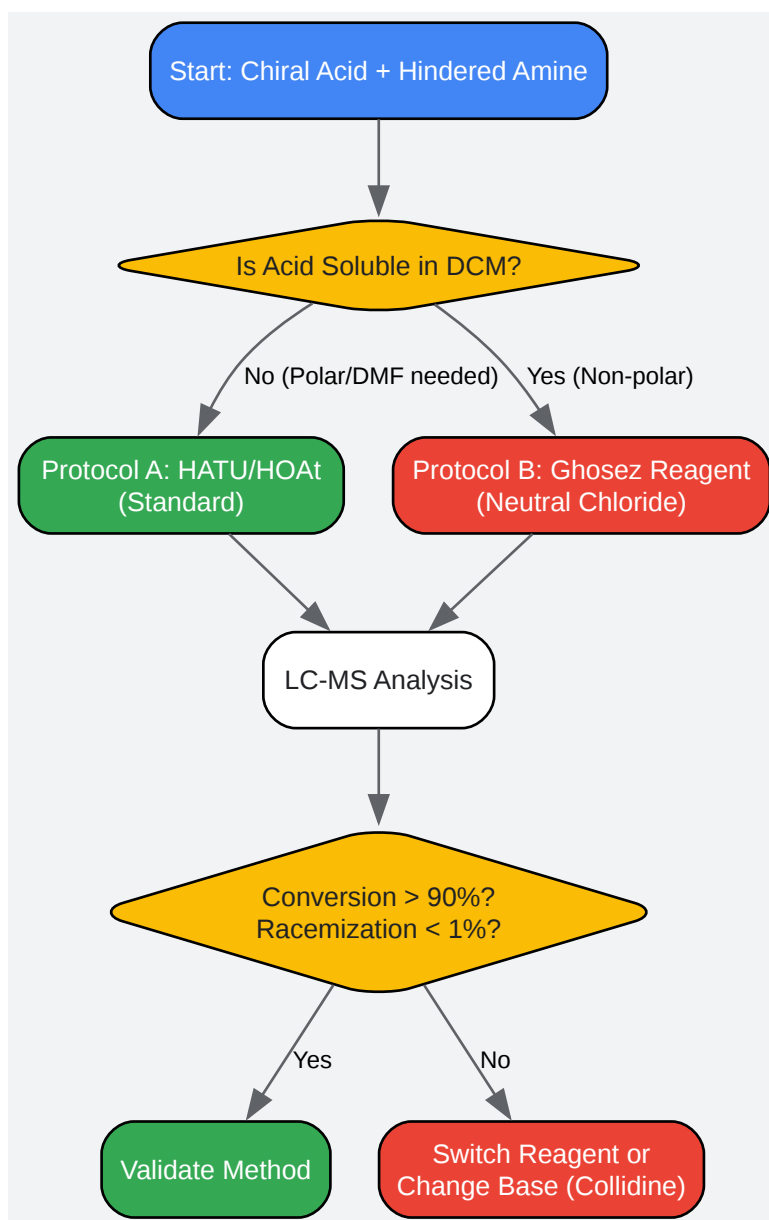 Start: Chiral Acid + Hindered Amine
Is Acid Soluble in DCM?
No (Polar/DMF needed)
Yes (Non-polar)
Protocol A: HATU/HOAt
(Standard)
Protocol B: Ghosez Reagent
(Neutral Chloride)
LC-MS Analysis
Conversion > 90%?
Racemization < 1%?
Yes
No
Validate Method
Switch Reagent or
Change Base (Collidine)